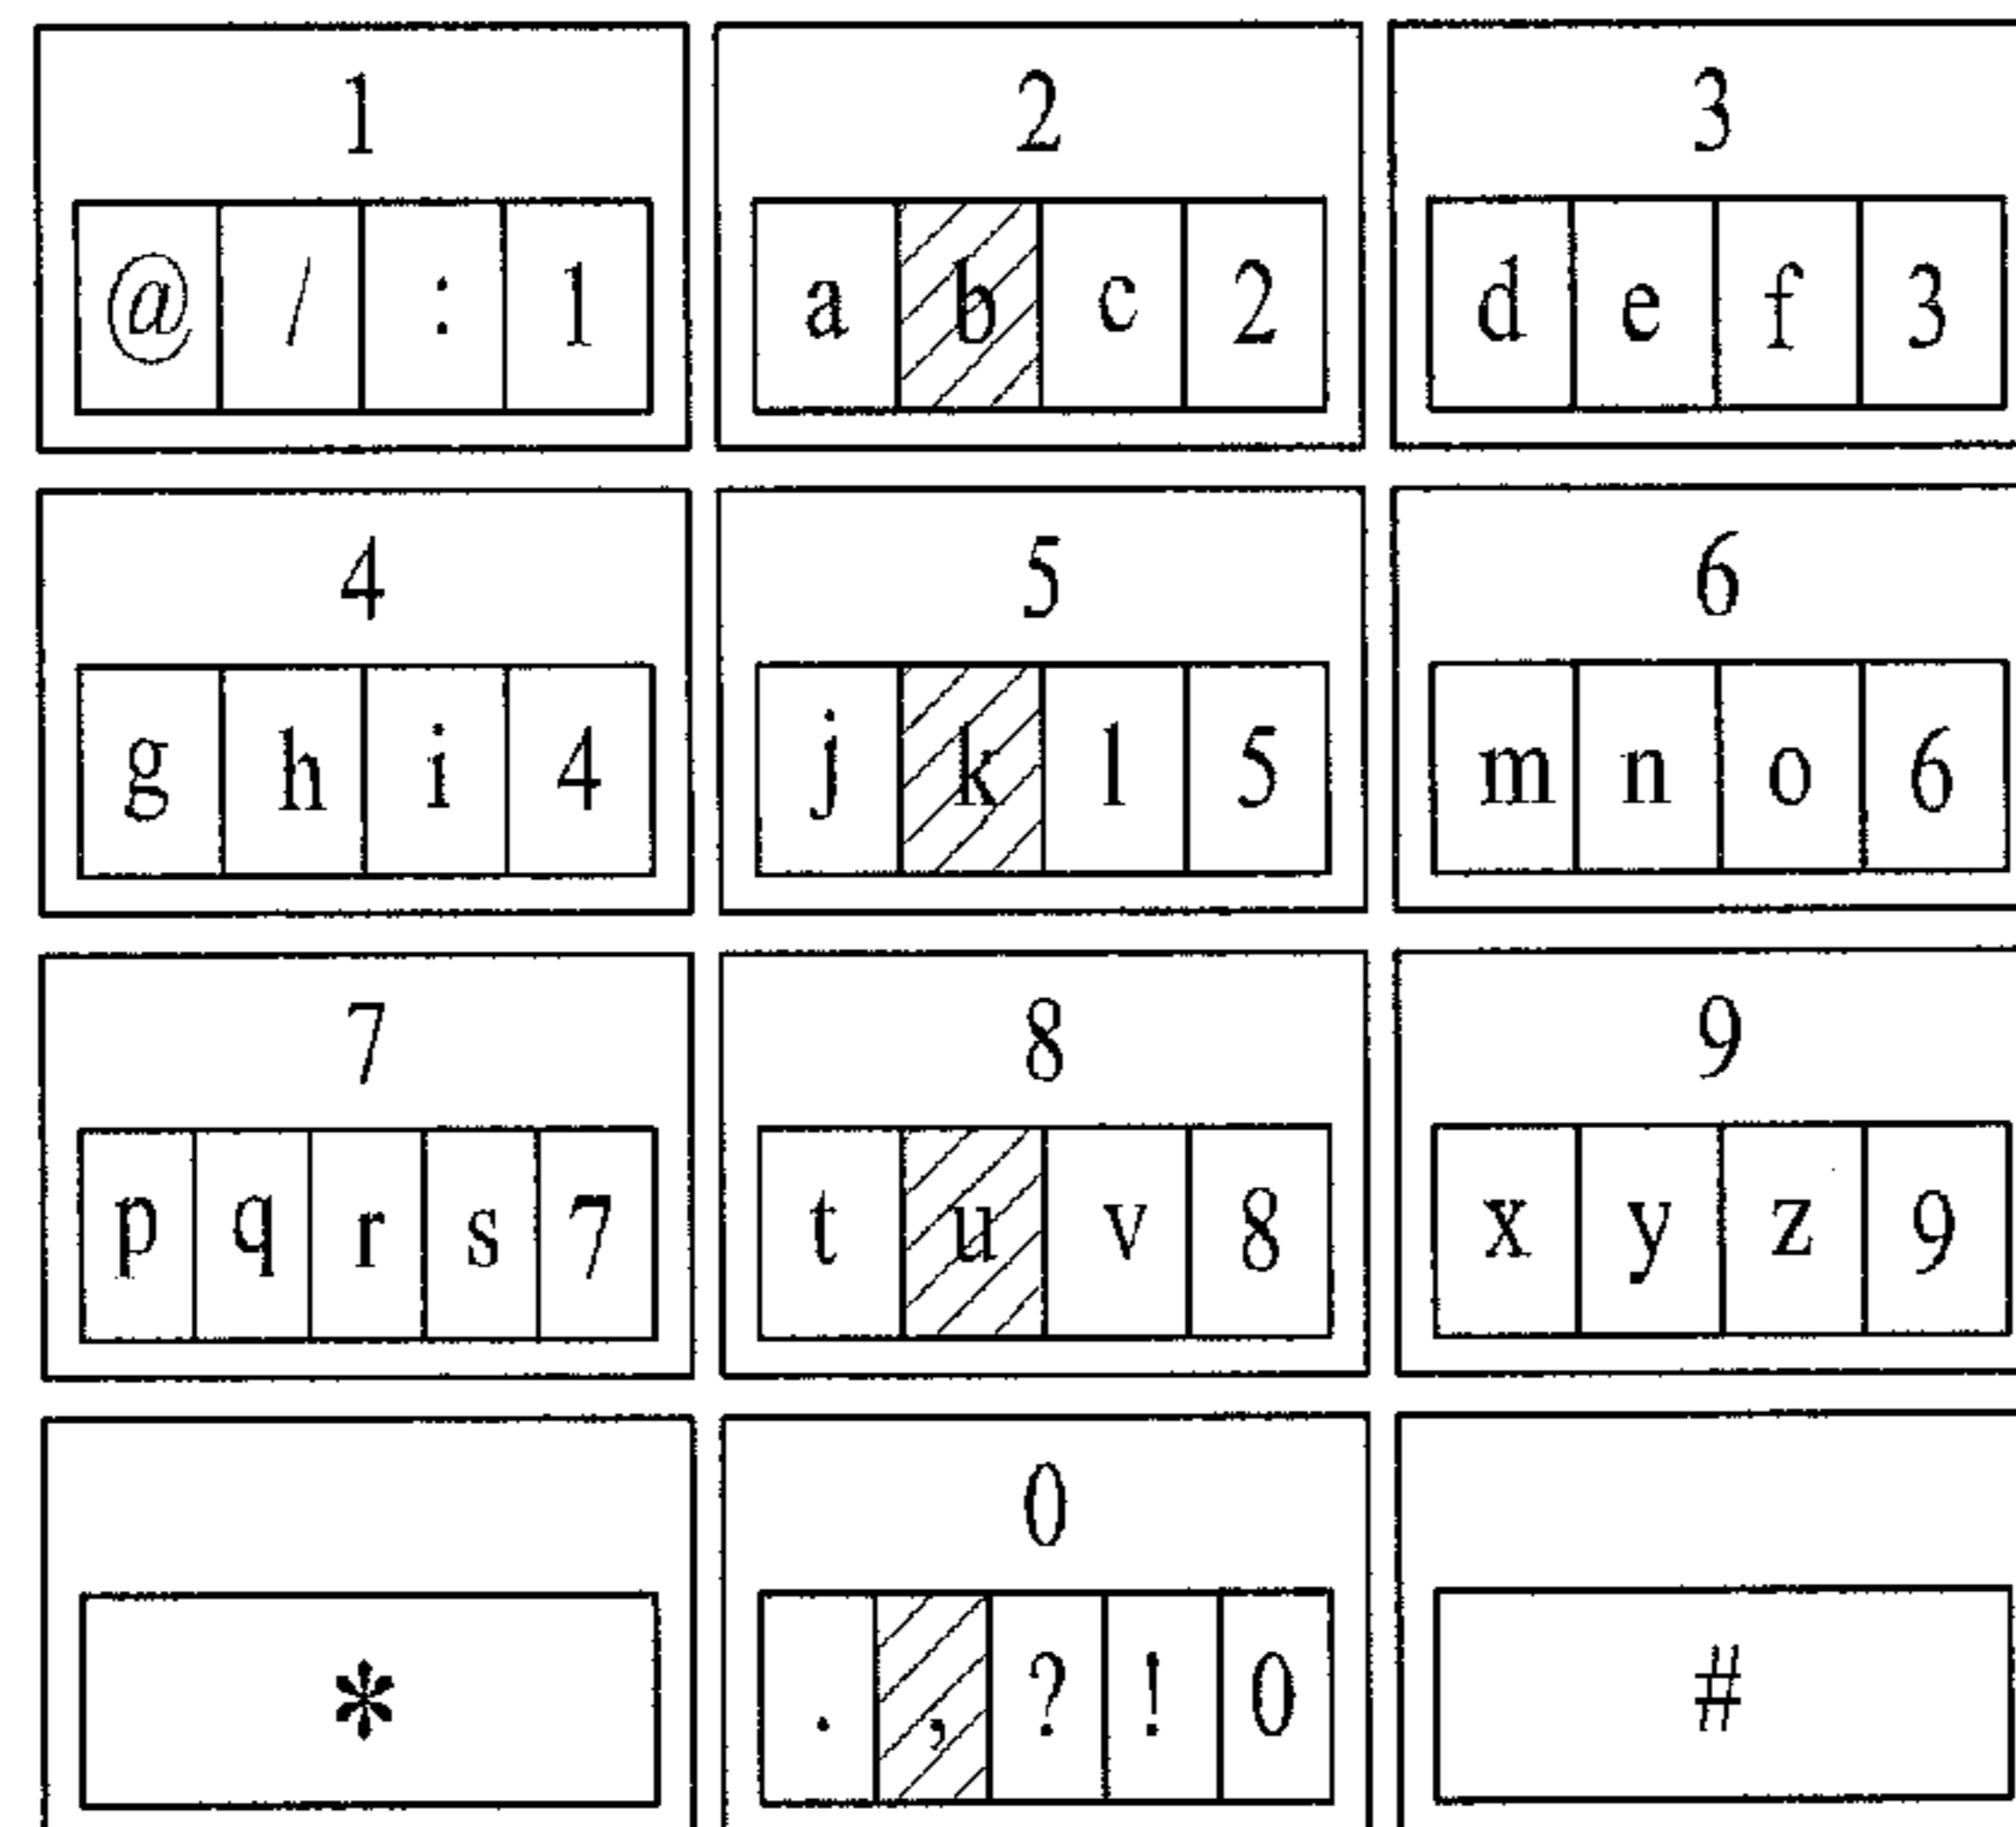 1 2 3
@ / : 1 a b c 2 d e f 3
4 5 6
g h i 4 j k l 5 m n o 6
7 8 9
p q r s 7 t u v 8 x y z 9
0
* . , ? ! 0 #